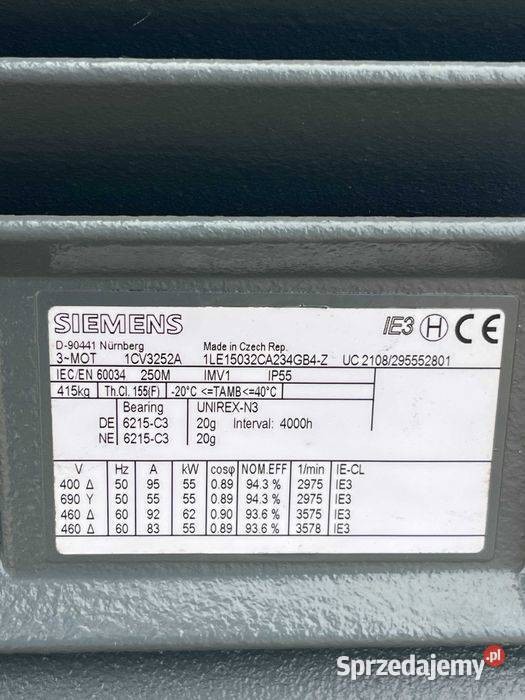 SIEMENS IE3 H CE
D-90441 Nürnberg Made in Czech Rep.
3~MOT 1CV3252A 1LE15032CA234GB4-Z UC 2108/295552801
IEC/EN 60034 250M IMV1 IP55
415kg Th.Cl. 155(F) -20°C <=TAMB<=40°C
Bearing UNIREX-N3
DE 6215-C3 20g Interval: 4000h
NE 6215-C3 20g
V Hz A kW cosφ NOM.EFF 1/min IE-CL
400 Δ 50 95 55 0.89 94.3 % 2975 IE3
690 Y 50 55 55 0.89 94.3 % 2975 IE3
460 Δ 60 92 62 0.90 93.6 % 3575 IE3
460 Δ 60 83 55 0.89 93.6 % 3578 IE3
Sprzedajemy.pl